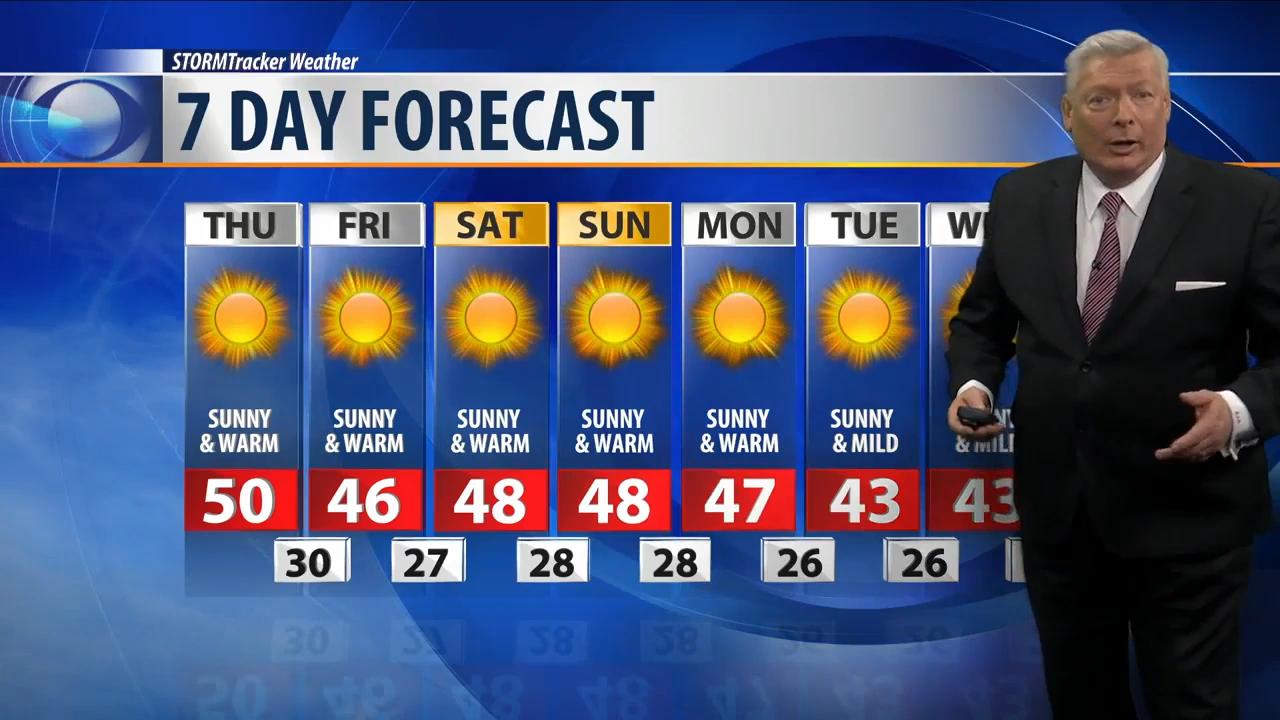 STORMTracker Weather
7 DAY FORECAST
THU FRI SAT SUN MON TUE
SUNNY SUNNY SUNNY SUNNY SUNNY SUNNY
& WARM & WARM & WARM & WARM & WARM & MILD & MILD
50 46 48 48 47 43 43
30 27 28 28 26 26